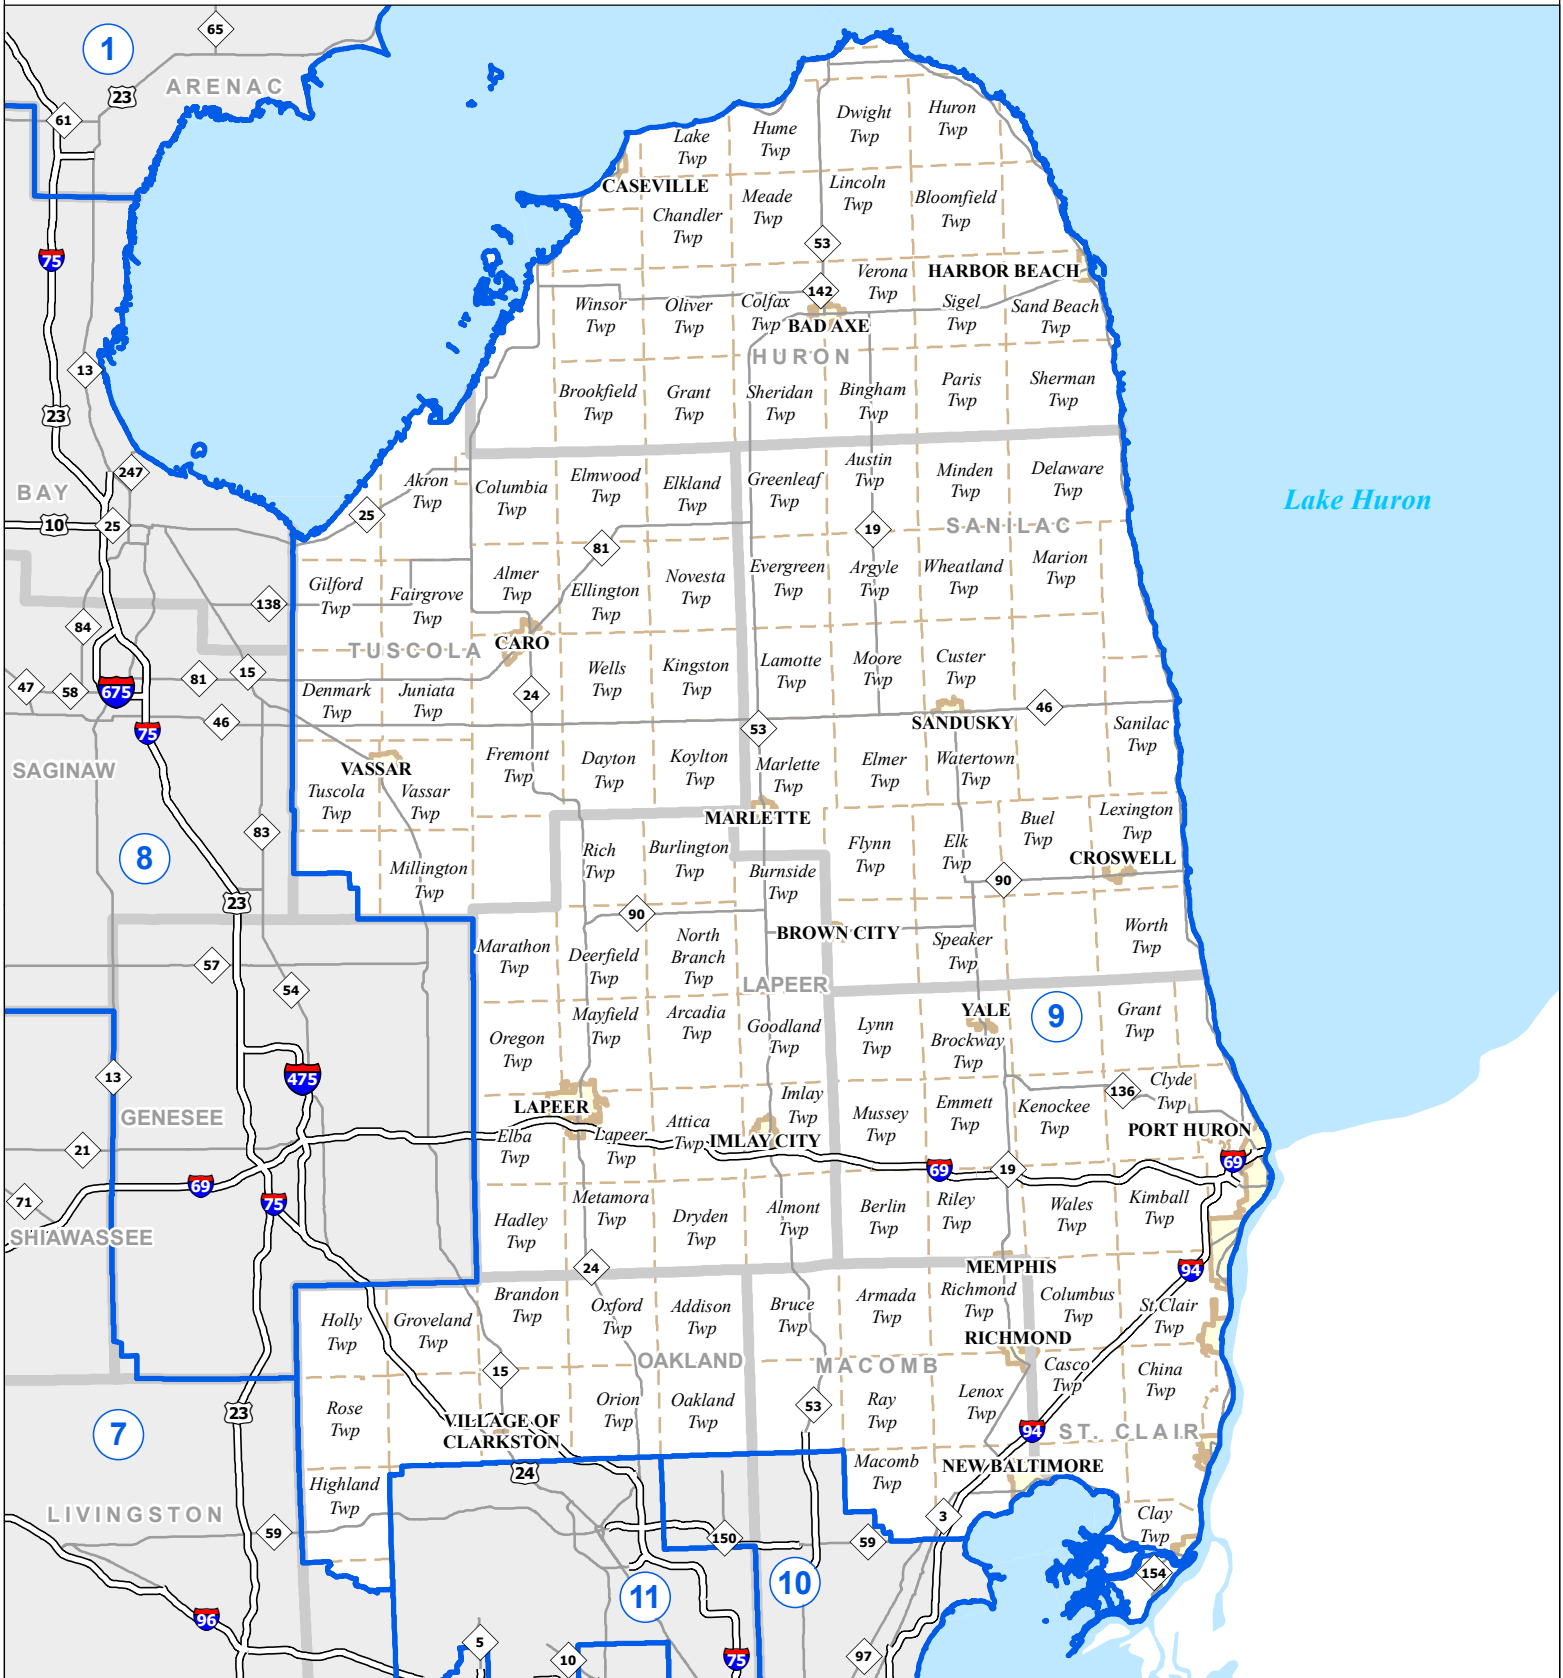 65
1
ARENAC
23
61
Dwight
Twp
Huron
Twp
Hume
Twp
Lake
Twp
CASEVILLE
Lincoln
Twp
Meade
Twp
Bloomfield
Twp
Chandler
Twp
53
75
Verona
Twp
HARBOR BEACH
142
Winsor
Twp
Oliver
Twp
Colfax
Twp
BAD AXE
Sigel
Twp
Sand Beach
Twp
HURON
13
Brookfield
Twp
Grant
Twp
Sheridan
Twp
Bingham
Twp
Paris
Twp
Sherman
Twp
23
247
BAY
10
25
25
Akron
Twp
Columbia
Twp
Elmwood
Twp
Elkland
Twp
Greenleaf
Twp
Austin
Twp
Minden
Twp
Delaware
Twp
Lake Huron
19
SANILAC
81
138
Gilford
Twp
Fairgrove
Twp
Almer
Twp
Ellington
Twp
Novesta
Twp
Evergreen
Twp
Argyle
Twp
Wheatland
Twp
Marion
Twp
84
TUSCOLA
CARO
47
58
675
81
15
Denmark
Twp
Juniata
Twp
24
Wells
Twp
Kingston
Twp
Lamotte
Twp
Moore
Twp
Custer
Twp
46
75
46
53
SANDUSKY
Sanilac
Twp
SAGINAW
VASSAR
Tuscola
Twp
Vassar
Twp
Fremont
Twp
Dayton
Twp
Koylton
Twp
Marlette
Twp
Elmer
Twp
Watertown
Twp
MARLETTE
Buel
Twp
Lexington
Twp
83
8
Millington
Twp
Rich
Twp
Burlington
Twp
Burnside
Twp
Flynn
Twp
Elk
Twp
CROSWELL
90
23
90
BROWN CITY
Marathon
Twp
Deerfield
Twp
North
Branch
Twp
Speaker
Twp
Worth
Twp
57
54
LAPEER
YALE
9
Grant
Twp
Oregon
Twp
Mayfield
Twp
Arcadia
Twp
Goodland
Twp
Lynn
Twp
Brockway
Twp
13
475
136
Clyde
Twp
GENESEE
LAPEER
Imlay
Twp
Mussey
Twp
Emmett
Twp
Kenockee
Twp
PORT HURON
21
Elba
Twp
Lapeer
Twp
Attica
Twp
IMLAY CITY
69
69
19
69
71
75
SHIAWASSEE
Hadley
Twp
Metamora
Twp
Dryden
Twp
Almont
Twp
Berlin
Twp
Riley
Twp
Wales
Twp
Kimball
Twp
24
MEMPHIS
94
Holly
Twp
Groveland
Twp
Brandon
Twp
Oxford
Twp
Addison
Twp
Bruce
Twp
Armada
Twp
Richmond
Twp
Columbus
Twp
St.Clair
Twp
RICHMOND
15
OAKLAND
MACOMB
Casco
Twp
China
Twp
7
23
Rose
Twp
VILLAGE OF
CLARKSTON
Orion
Twp
Oakland
Twp
53
Ray
Twp
Lenox
Twp
94
ST. CLAIR
24
Highland
Twp
Macomb
Twp
NEW BALTIMORE
LIVINGSTON
59
150
59
3
Clay
Twp
154
11
10
96
5
10
75
97